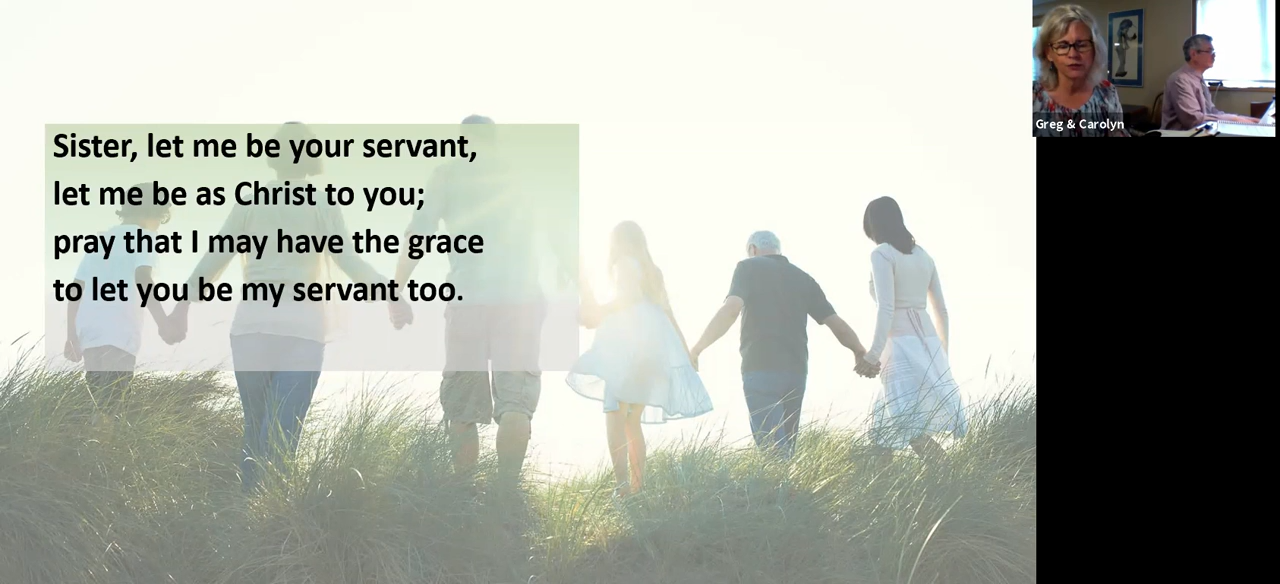 Sister, let me be your servant,
let me be as Christ to you;
pray that I may have the grace
to let you be my servant too.
Greg & Carolyn